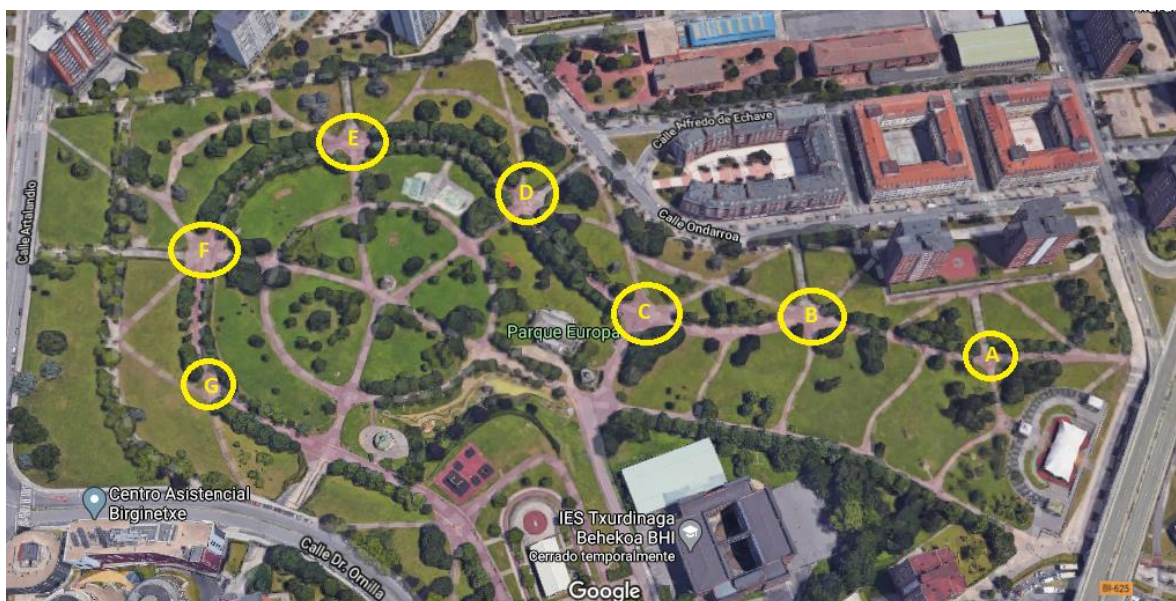 Calle Alfredo de Echave
E
D
Calle Ondarroa
Calle Artalandio
F
C
B
Parque Europa
A
G
Centro Asistencial
Birginetxe
IES Txurdinaga
Behekoa BHI
Cerrado temporalmente
Calle Dr. Ornilla
Google
BI-625